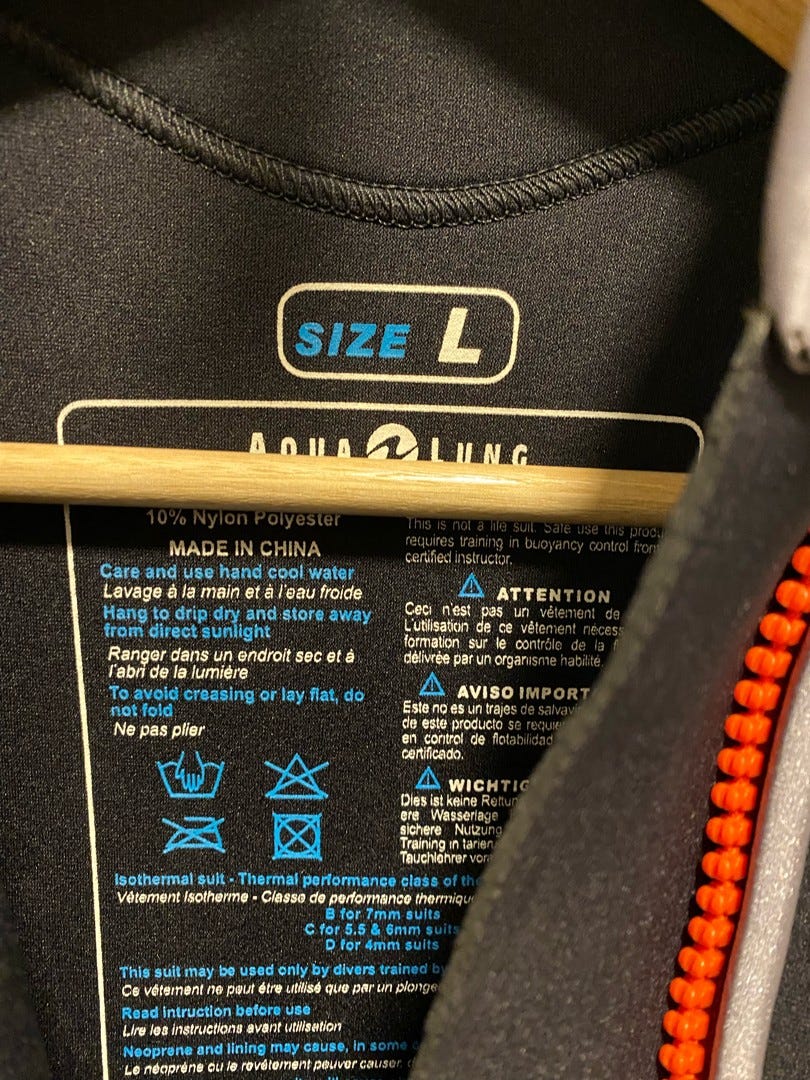 SIZE L
AQUA LUNG
10% Nylon Polyester
MADE IN CHINA
Care and use hand cool water
Lavage à la main et à l'eau froide
Hang to drip dry and store away
from direct sunlight
Ranger dans un endroit sec et à
l'abri de la lumière
To avoid creasing or lay flat, do
not fold
Ne pas plier
This is not a life suit. Safe use this
requires training in buoyancy control from
certified instructor.
ATTENTION
Ceci n'est pas un vêtement de
L'utilisation de ce vêtement
formation sur le contrôle de la
délivrée par un organisme habilité.
AVISO
Este no es un trajes de
de este producto se
en control de flotabilidad
certificado.
Dies ist keine
ere Wasserlage
sichere Nutzung
Training in
Tauchlehrer
Isothermal suit - Thermal performance class of
Vêtement Isotherme - Classe de performance
B for 7mm suits
C for 5.5 & 6mm suits
D for 4mm suits
This suit may be used only by divers trained by
Ce vêtement ne peut être utilisé que par un
Read intruction before use
Lire les instructions avant utilisation
Neoprene and lining may cause, in some
Le néoprène ou le revêtement peuver causer,